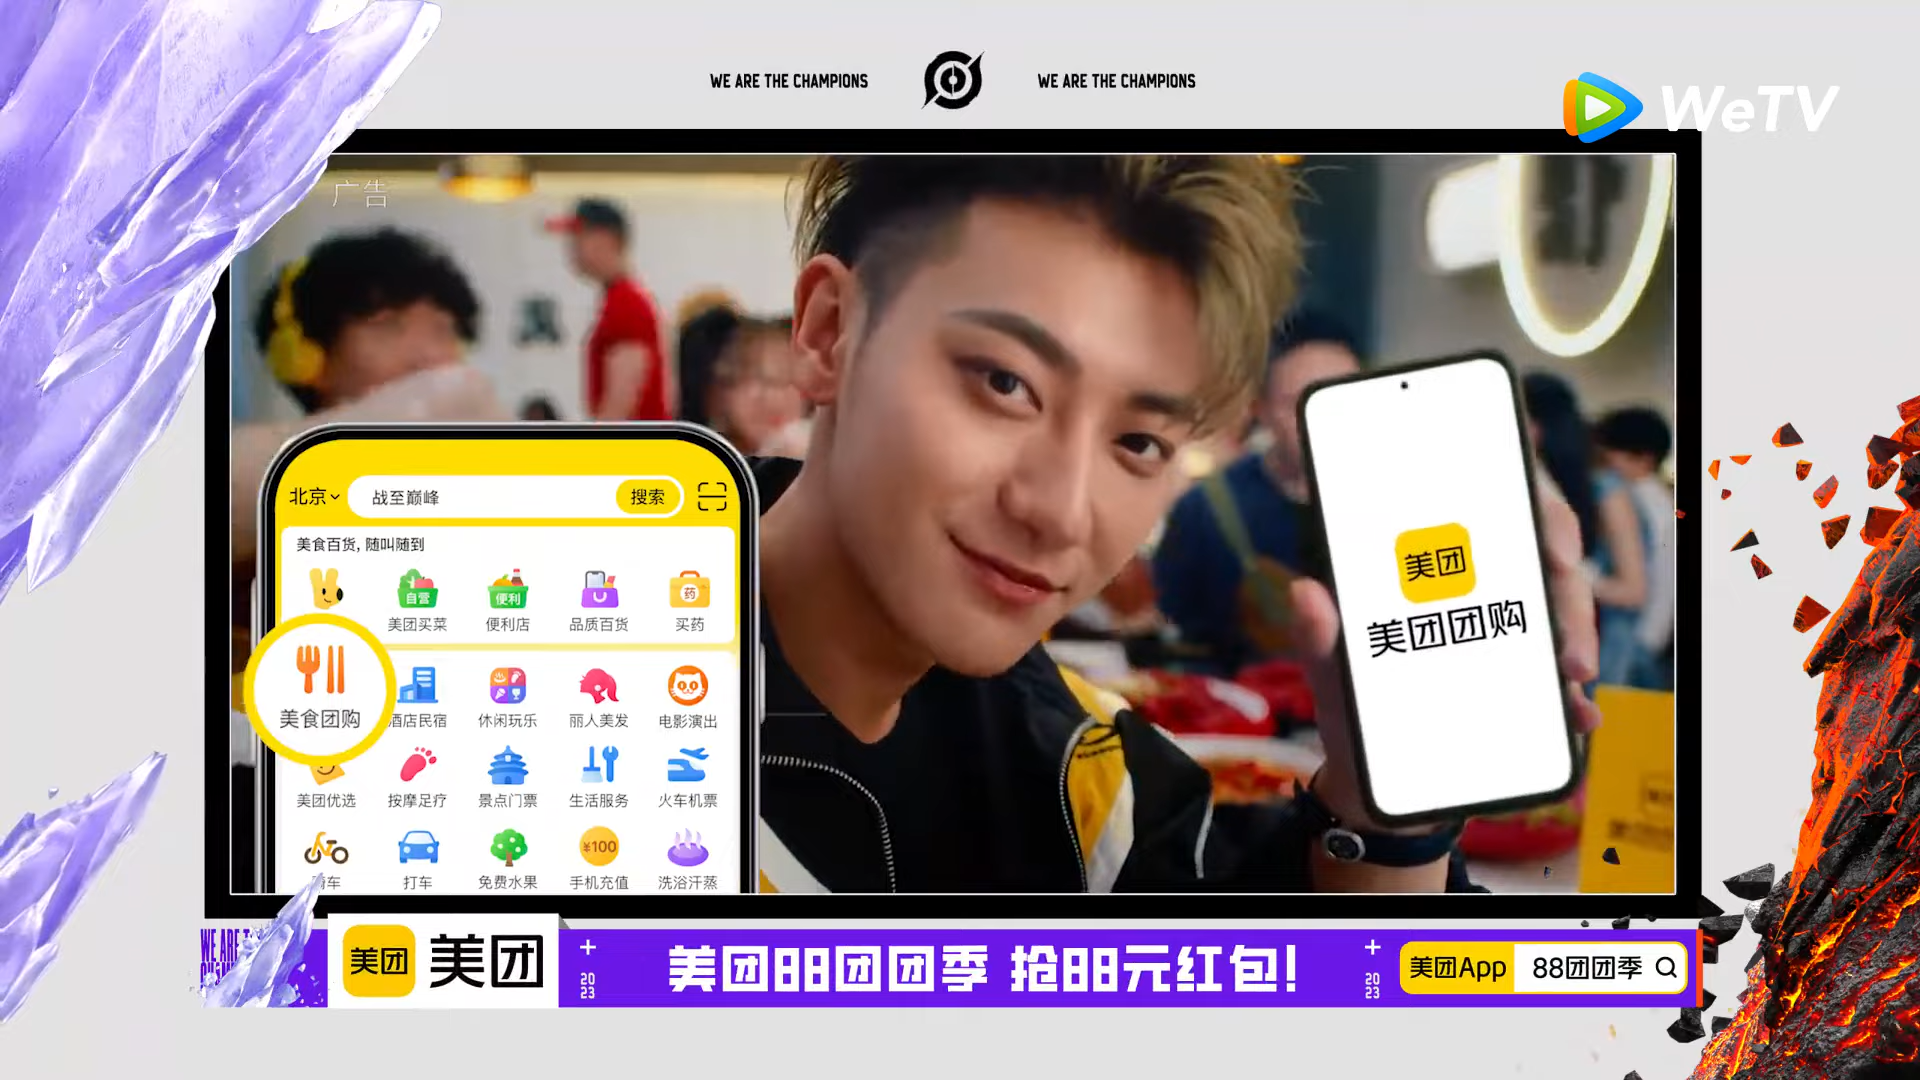 WE ARE THE CHAMPIONS
WE ARE THE CHAMPIONS
WeTV
广告
北京
战至巅峰
搜索
美食百货, 随叫随到
自营
便利
药
美团买菜
便利店
品质百货
买药
美食团购
酒店民宿
休闲玩乐
丽人美发
电影演出
美团优选
按摩足疗
景点门票
生活服务
火车机票
¥100
骑车
打车
免费水果
手机充值
洗浴汗蒸
美团
美团团购
美团
美团
2023
美团88团团季 抢88元红包!
2023
美团App
88团团季